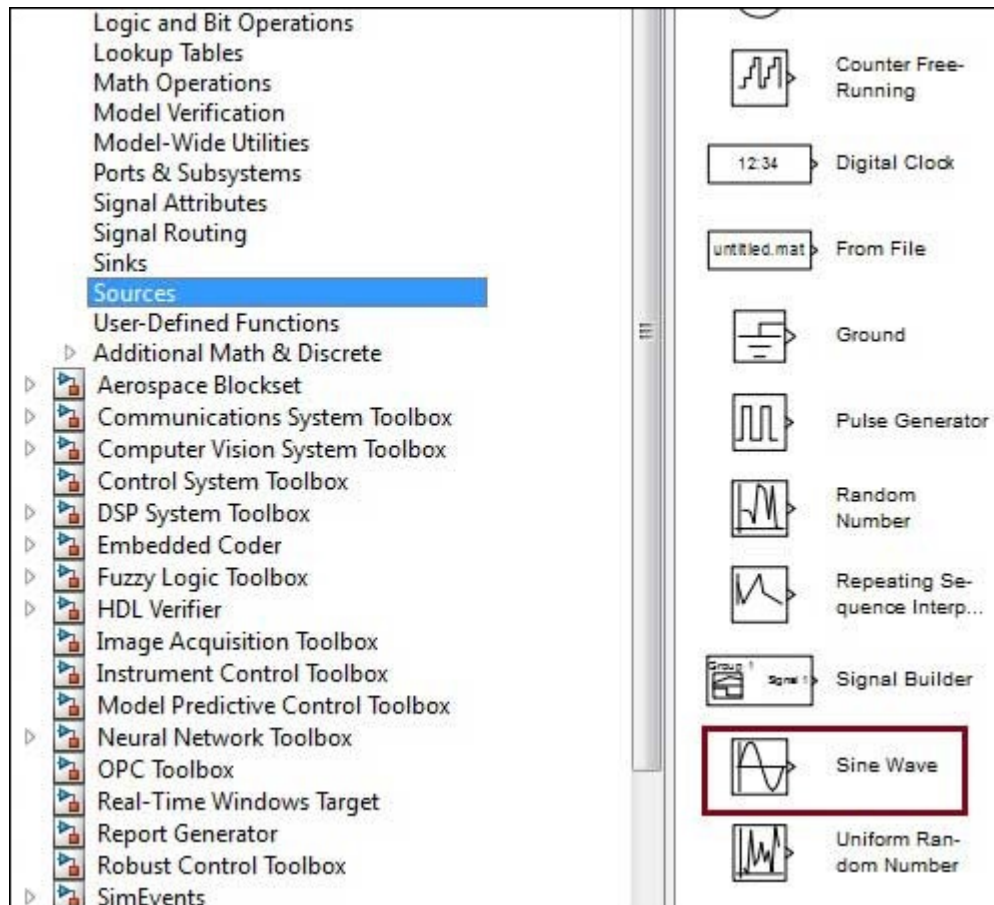 Logic and Bit Operations
Lookup Tables
Math Operations
Model Verification
Model-Wide Utilities
Ports & Subsystems
Signal Attributes
Signal Routing
Sinks
Sources
User-Defined Functions
Additional Math & Discrete
Aerospace Blockset
Communications System Toolbox
Computer Vision System Toolbox
Control System Toolbox
DSP System Toolbox
Embedded Coder
Fuzzy Logic Toolbox
HDL Verifier
Image Acquisition Toolbox
Instrument Control Toolbox
Model Predictive Control Toolbox
Neural Network Toolbox
OPC Toolbox
Real-Time Windows Target
Report Generator
Robust Control Toolbox
SimEvents
Counter Free-
Running
12:34
Digital Clock
untitled.mat
From File
Ground
Pulse Generator
Random
Number
Repeating Se-
quence Interp...
Group 1
Signal 1
Signal Builder
Sine Wave
Uniform Ran-
dom Number